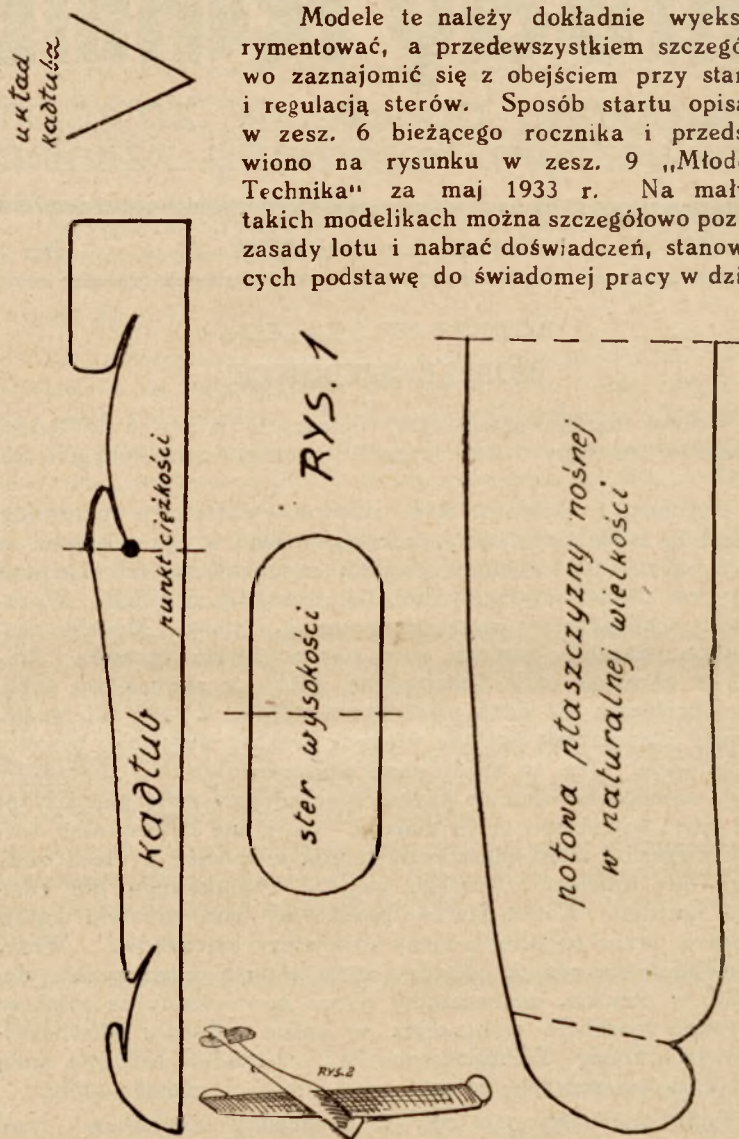 układ
kadłuba
Modele te należy dokładnie wyeks
rymentować, a przedewszystkiem szczegó
wo zaznajomić się z obejściem przy star
i regulacją sterów. Sposób startu opisa
w zesz. 6 bieżącego rocznika i przeds
wiono na rysunku w zesz. 9 „Młod
Technika“ za maj 1933 r. Na mał
takich modelikach można szczegółowo poz
zasady lotu i nabrać doświadczeń, stanow
cych podstawę do świadomej pracy w dzi
RYS. 1
punkt ciężkości
kadłub
ster wysokości
połowa płaszczyzny nośnej
w naturalnej wielkości
RYS.2